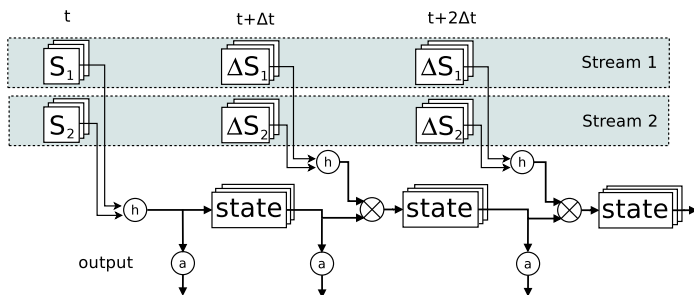 t
t+Δt
t+2Δt
S1
ΔS1
ΔS1
Stream 1
S2
ΔS2
ΔS2
Stream 2
h
h
h
state
state
state
output
a
a
a